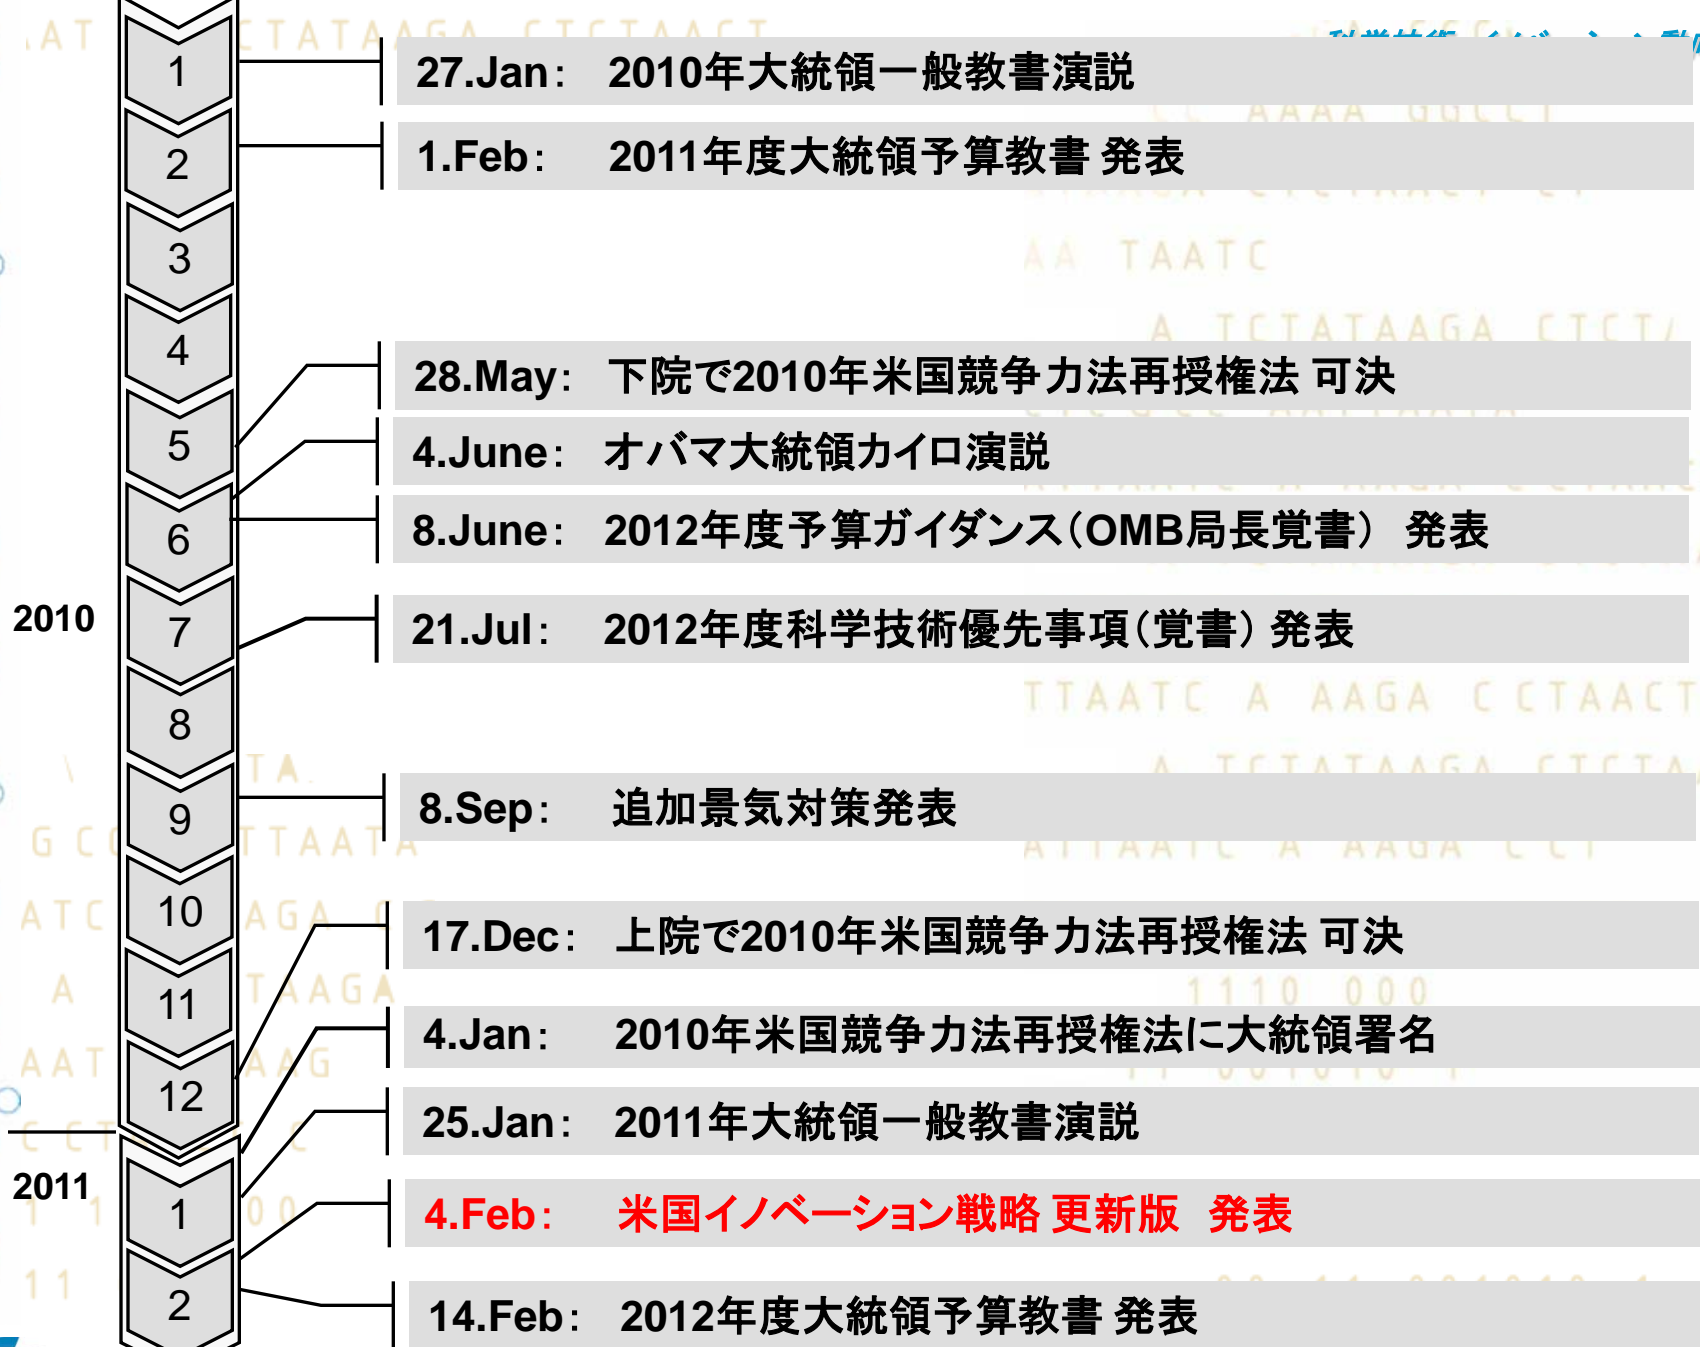 1
27.Jan： 2010年大統領一般教書演説
2
1.Feb： 2011年度大統領予算教書 発表
3
4
28.May： 下院で2010年米国競争力法再授権法 可決
5
4.June： オバマ大統領カイロ演説
6
8.June： 2012年度予算ガイダンス（OMB局長覚書） 発表
2010
7
21.Jul： 2012年度科学技術優先事項（覚書） 発表
8
9
8.Sep： 追加景気対策発表
10
17.Dec： 上院で2010年米国競争力法再授権法 可決
11
4.Jan： 2010年米国競争力法再授権法に大統領署名
12
25.Jan： 2011年大統領一般教書演説
2011
1
4.Feb： 米国イノベーション戦略 更新版 発表
2
14.Feb： 2012年度大統領予算教書 発表
TAATC
TTAATC A AAGA C CTAACT
1110 000